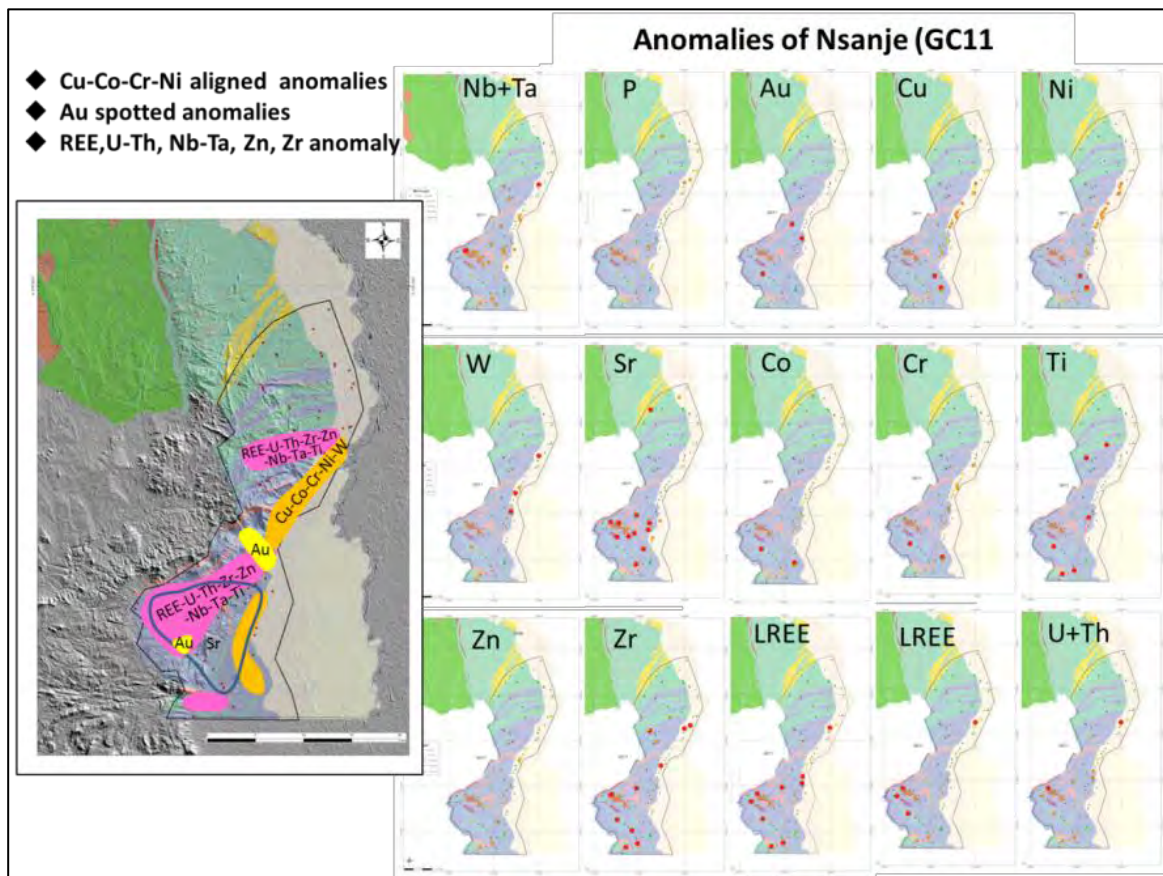 Anomalies of Nsanje (GC11
◆ Cu-Co-Cr-Ni aligned anomalies
◆ Au spotted anomalies
◆ REE,U-Th, Nb-Ta, Zn, Zr anomaly
REE-U-Th-Zr-Zn
-Nb-Ta-Ti
Cu-Co-Cr-Ni-W
Au
REE-U-Th-Zr-Zn
-Nb-Ta-Ti
Au
Sr
Nb+Ta
P
Au
Cu
Ni
W
Sr
Co
Cr
Ti
Zn
Zr
LREE
LREE
U+Th